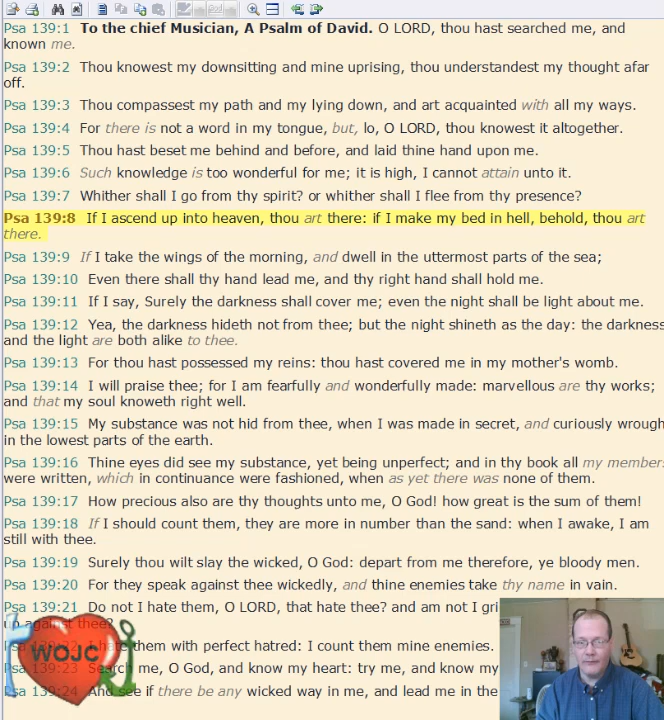 Psa 139:1 To the chief Musician, A Psalm of David. O LORD, thou hast searched me, and
known me.
Psa 139:2 Thou knowest my downsitting and mine uprising, thou understandest my thought afar
off.
Psa 139:3 Thou compassest my path and my lying down, and art acquainted with all my ways.
Psa 139:4 For there is not a word in my tongue, but, lo, O LORD, thou knowest it altogether.
Psa 139:5 Thou hast beset me behind and before, and laid thine hand upon me.
Psa 139:6 Such knowledge is too wonderful for me; it is high, I cannot attain unto it.
Psa 139:7 Whither shall I go from thy spirit? or whither shall I flee from thy presence?
Psa 139:8 If I ascend up into heaven, thou art there: if I make my bed in hell, behold, thou art
there.
Psa 139:9 If I take the wings of the morning, and dwell in the uttermost parts of the sea;
Psa 139:10 Even there shall thy hand lead me, and thy right hand shall hold me.
Psa 139:11 If I say, Surely the darkness shall cover me; even the night shall be light about me.
Psa 139:12 Yea, the darkness hideth not from thee; but the night shineth as the day: the darkness
and the light are both alike to thee.
Psa 139:13 For thou hast possessed my reins: thou hast covered me in my mother's womb.
Psa 139:14 I will praise thee; for I am fearfully and wonderfully made: marvellous are thy works;
and that my soul knoweth right well.
Psa 139:15 My substance was not hid from thee, when I was made in secret, and curiously wrough
in the lowest parts of the earth.
Psa 139:16 Thine eyes did see my substance, yet being unperfect; and in thy book all my members
were written, which in continuance were fashioned, when as yet there was none of them.
Psa 139:17 How precious also are thy thoughts unto me, O God! how great is the sum of them!
Psa 139:18 If I should count them, they are more in number than the sand: when I awake, I am
still with thee.
Psa 139:19 Surely thou wilt slay the wicked, O God: depart from me therefore, ye bloody men.
Psa 139:20 For they speak against thee wickedly, and thine enemies take thy name in vain.
Psa 139:21 Do not I hate them, O LORD, that hate thee? and am not I gri
up against thee?
I hate them with perfect hatred: I count them mine enemies.
Psa 139:23 Search me, O God, and know my heart: try me, and know my
Psa 139:24 And see if there be any wicked way in me, and lead me in the
WOJC